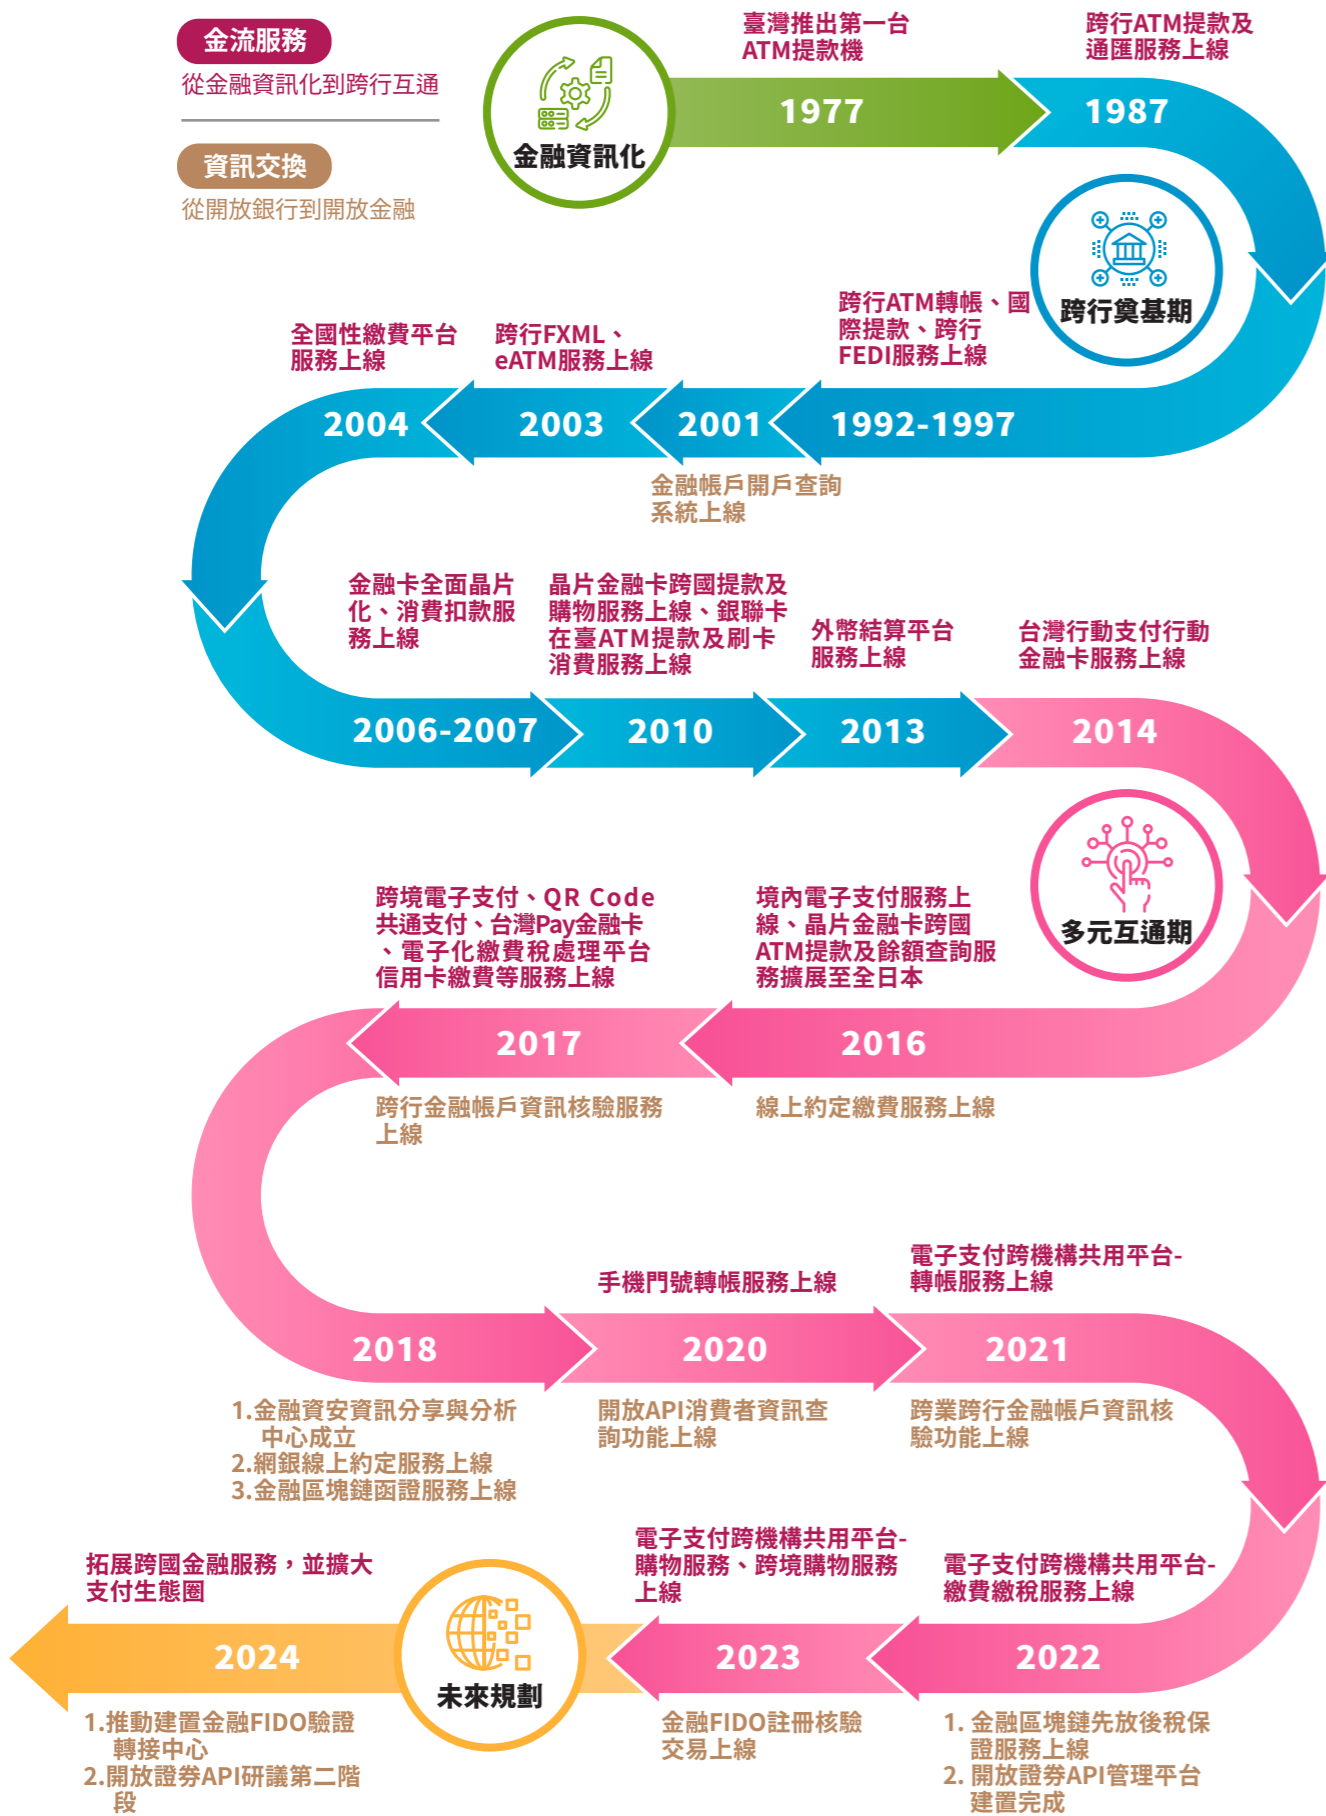 金流服務
從金融資訊化到跨行互通
資訊交換
從開放銀行到開放金融
金融資訊化
臺灣推出第一台
ATM提款機
1977
跨行ATM提款及
通匯服務上線
1987
跨行奠基期
跨行ATM轉帳、國
際提款、跨行
FEDI服務上線
1992-1997
2001
金融帳戶開戶查詢
系統上線
跨行FXML、
eATM服務上線
2003
全國性繳費平台
服務上線
2004
金融卡全面晶片
化、消費扣款服
務上線
2006-2007
晶片金融卡跨國提款及
購物服務上線、銀聯卡
在臺ATM提款及刷卡
消費服務上線
2010
外幣結算平台
服務上線
2013
台灣行動支付行動
金融卡服務上線
2014
多元互通期
境內電子支付服務上
線、晶片金融卡跨國
ATM提款及餘額查詢服
務擴展至全日本
2016
線上約定繳費服務上線
跨境電子支付、QR Code
共通支付、台灣Pay金融卡
、電子化繳費稅處理平台
信用卡繳費等服務上線
2017
跨行金融帳戶資訊核驗服務
上線
2018
1.金融資安資訊分享與分析
中心成立
2.網銀線上約定服務上線
3.金融區塊鏈函證服務上線
手機門號轉帳服務上線
2020
開放API消費者資訊查
詢功能上線
電子支付跨機構共用平台-
轉帳服務上線
2021
跨業跨行金融帳戶資訊核
驗功能上線
電子支付跨機構共用平台-
繳費繳稅服務上線
2022
1. 金融區塊鏈先放後稅保
證服務上線
2. 開放證券API管理平台
建置完成
電子支付跨機構共用平台-
購物服務、跨境購物服務
上線
2023
金融FIDO註冊核驗
交易上線
未來規劃
拓展跨國金融服務，並擴大
支付生態圈
2024
1.推動建置金融FIDO驗證
轉接中心
2.開放證券API研議第二階
段